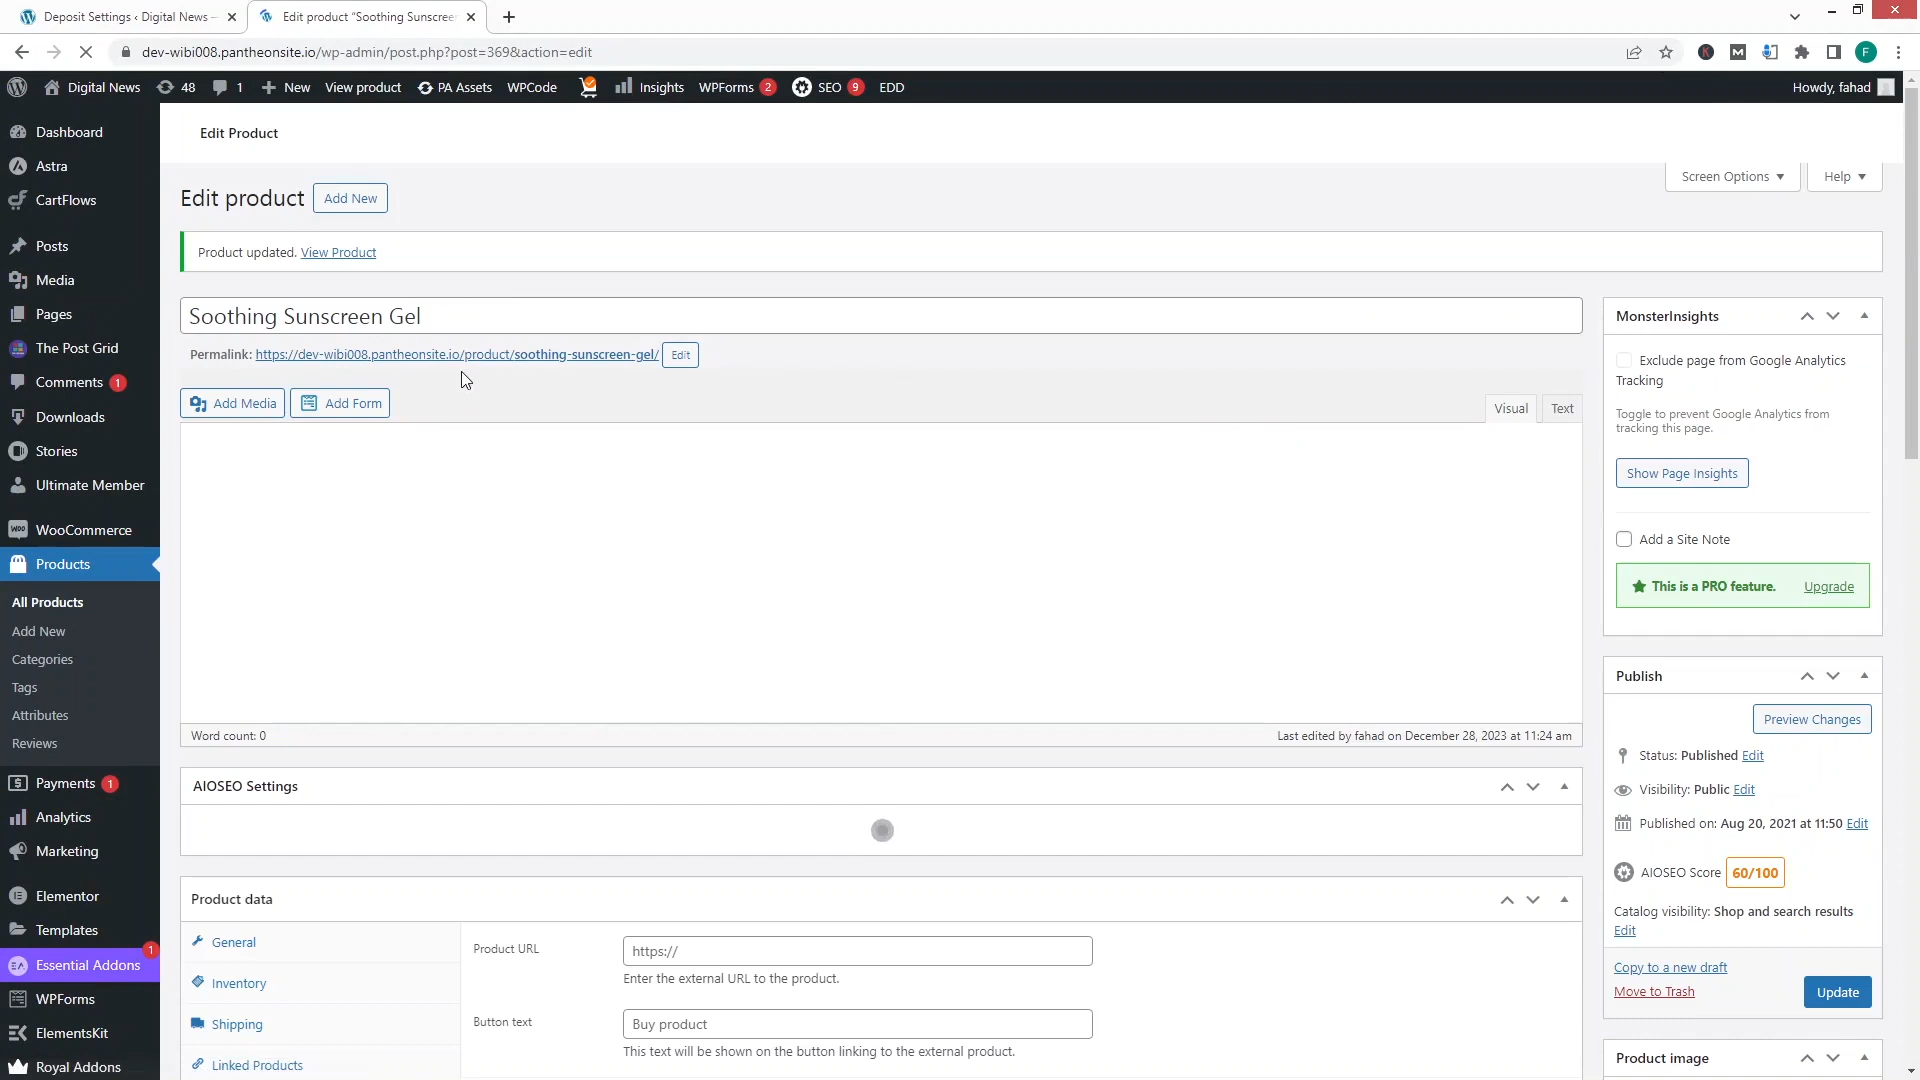 Deposit Settings ‹ Digital News –
Edit product “Soothing Sunscreen
dev-wibi008.pantheonsite.io/wp-admin/post.php?post=369&action=edit
F
Digital News
48
1
New
View product
PA Assets
WPCode
Insights
WPForms 2
SEO 9
EDD
Howdy, fahad
Dashboard
Astra
CartFlows
Posts
Media
Pages
The Post Grid
Comments 1
Downloads
Stories
Ultimate Member
WooCommerce
Products
All Products
Add New
Categories
Tags
Attributes
Reviews
Payments 1
Analytics
Marketing
Elementor
Templates
Essential Addons 1
WPForms
ElementsKit
Royal Addons
Edit Product
Screen Options
Help
Edit product
Add New
Product updated. View Product
Soothing Sunscreen Gel
Permalink: https://dev-wibi008.pantheonsite.io/product/soothing-sunscreen-gel/ Edit
Add Media
Add Form
Visual
Text
Word count: 0
Last edited by fahad on December 28, 2023 at 11:24 am
AIOSEO Settings
Product data
General
Inventory
Shipping
Linked Products
Product URL
https://
Enter the external URL to the product.
Button text
Buy product
This text will be shown on the button linking to the external product.
MonsterInsights
Exclude page from Google Analytics
Tracking
Toggle to prevent Google Analytics from
tracking this page.
Show Page Insights
Add a Site Note
This is a PRO feature. Upgrade
Publish
Preview Changes
Status: Published Edit
Visibility: Public Edit
Published on: Aug 20, 2021 at 11:50 Edit
AIOSEO Score 60/100
Catalog visibility: Shop and search results
Edit
Copy to a new draft
Move to Trash
Update
Product image